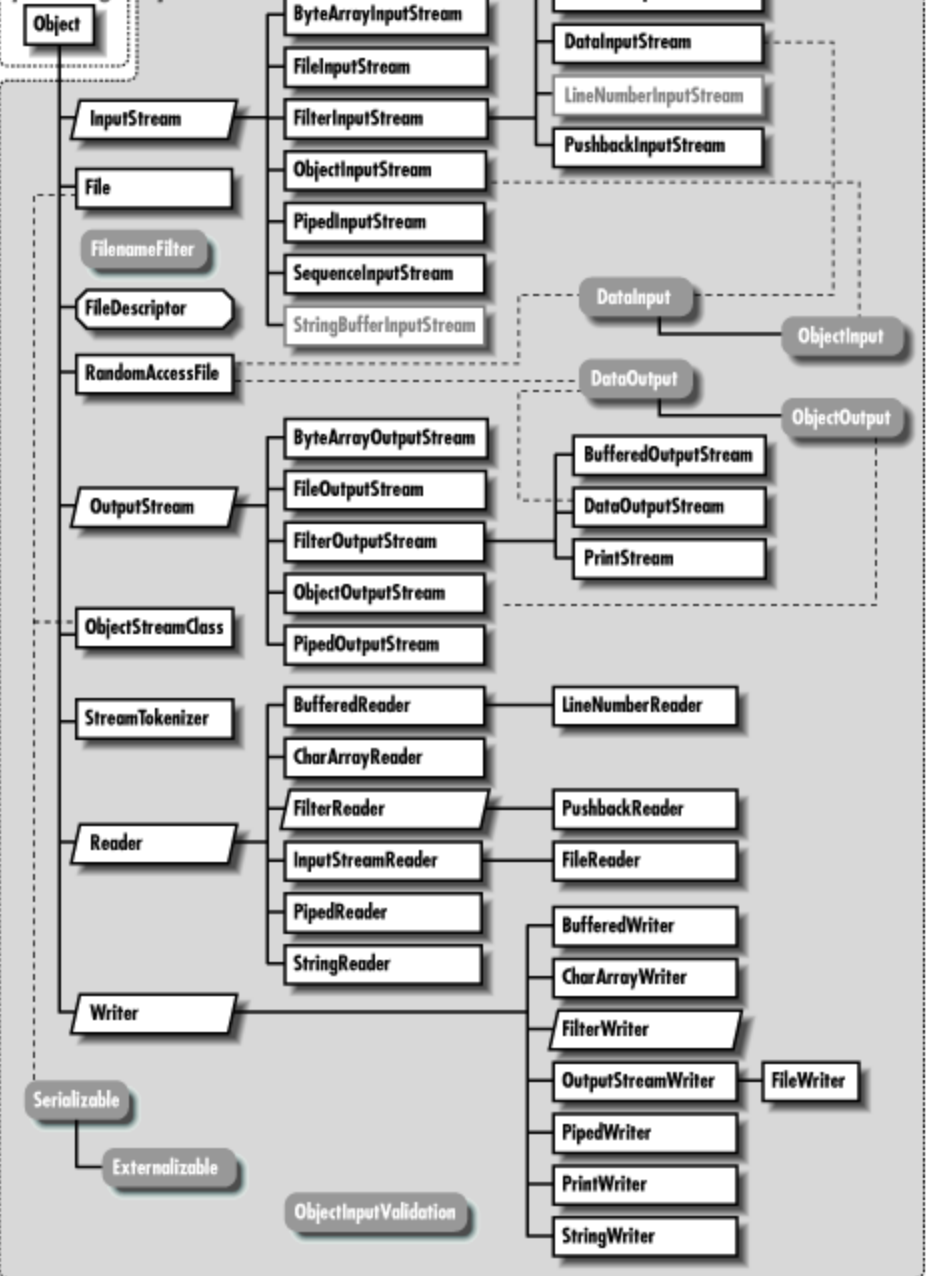 Object
ByteArrayInputStream
DataInputStream
FileInputStream
LineNumberInputStream
InputStream
FilterInputStream
PushbackInputStream
ObjectInputStream
File
PipedInputStream
FilenameFilter
SequenceInputStream
DataInput
FileDescriptor
StringBufferInputStream
ObjectInput
RandomAccessFile
DataOutput
ObjectOutput
ByteArrayOutputStream
BufferedOutputStream
FileOutputStream
OutputStream
DataOutputStream
FilterOutputStream
PrintStream
ObjectOutputStream
ObjectStreamClass
PipedOutputStream
BufferedReader
LineNumberReader
StreamTokenizer
CharArrayReader
FilterReader
PushbackReader
Reader
InputStreamReader
FileReader
PipedReader
BufferedWriter
StringReader
CharArrayWriter
Writer
FilterWriter
OutputStreamWriter
FileWriter
Serializable
PipedWriter
Externalizable
PrintWriter
ObjectInputValidation
StringWriter